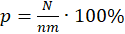 p = N/nm · 100%